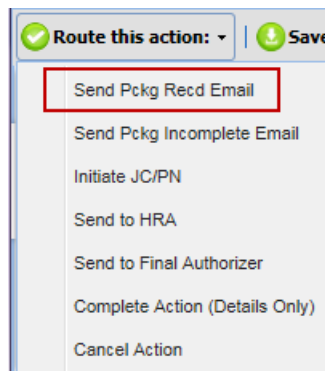 Route this action: Save
Send Pckg Recd Email
Send Pckg Incomplete Email
Initiate JC/PN
Send to HRA
Send to Final Authorizer
Complete Action (Details Only)
Cancel Action